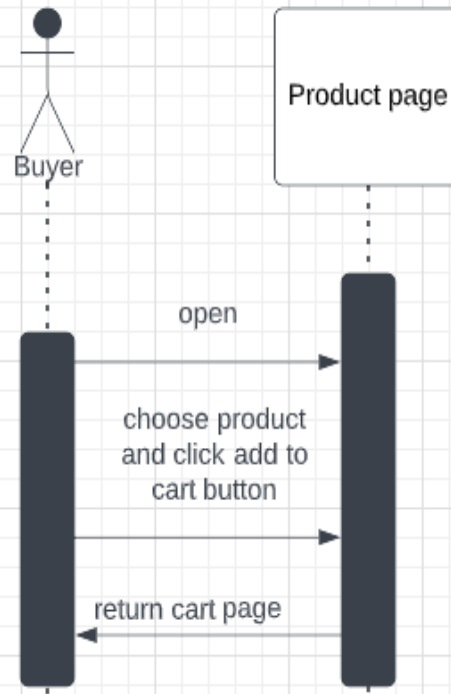 Product page
Buyer
open
choose product
and click add to
cart button
return cart page